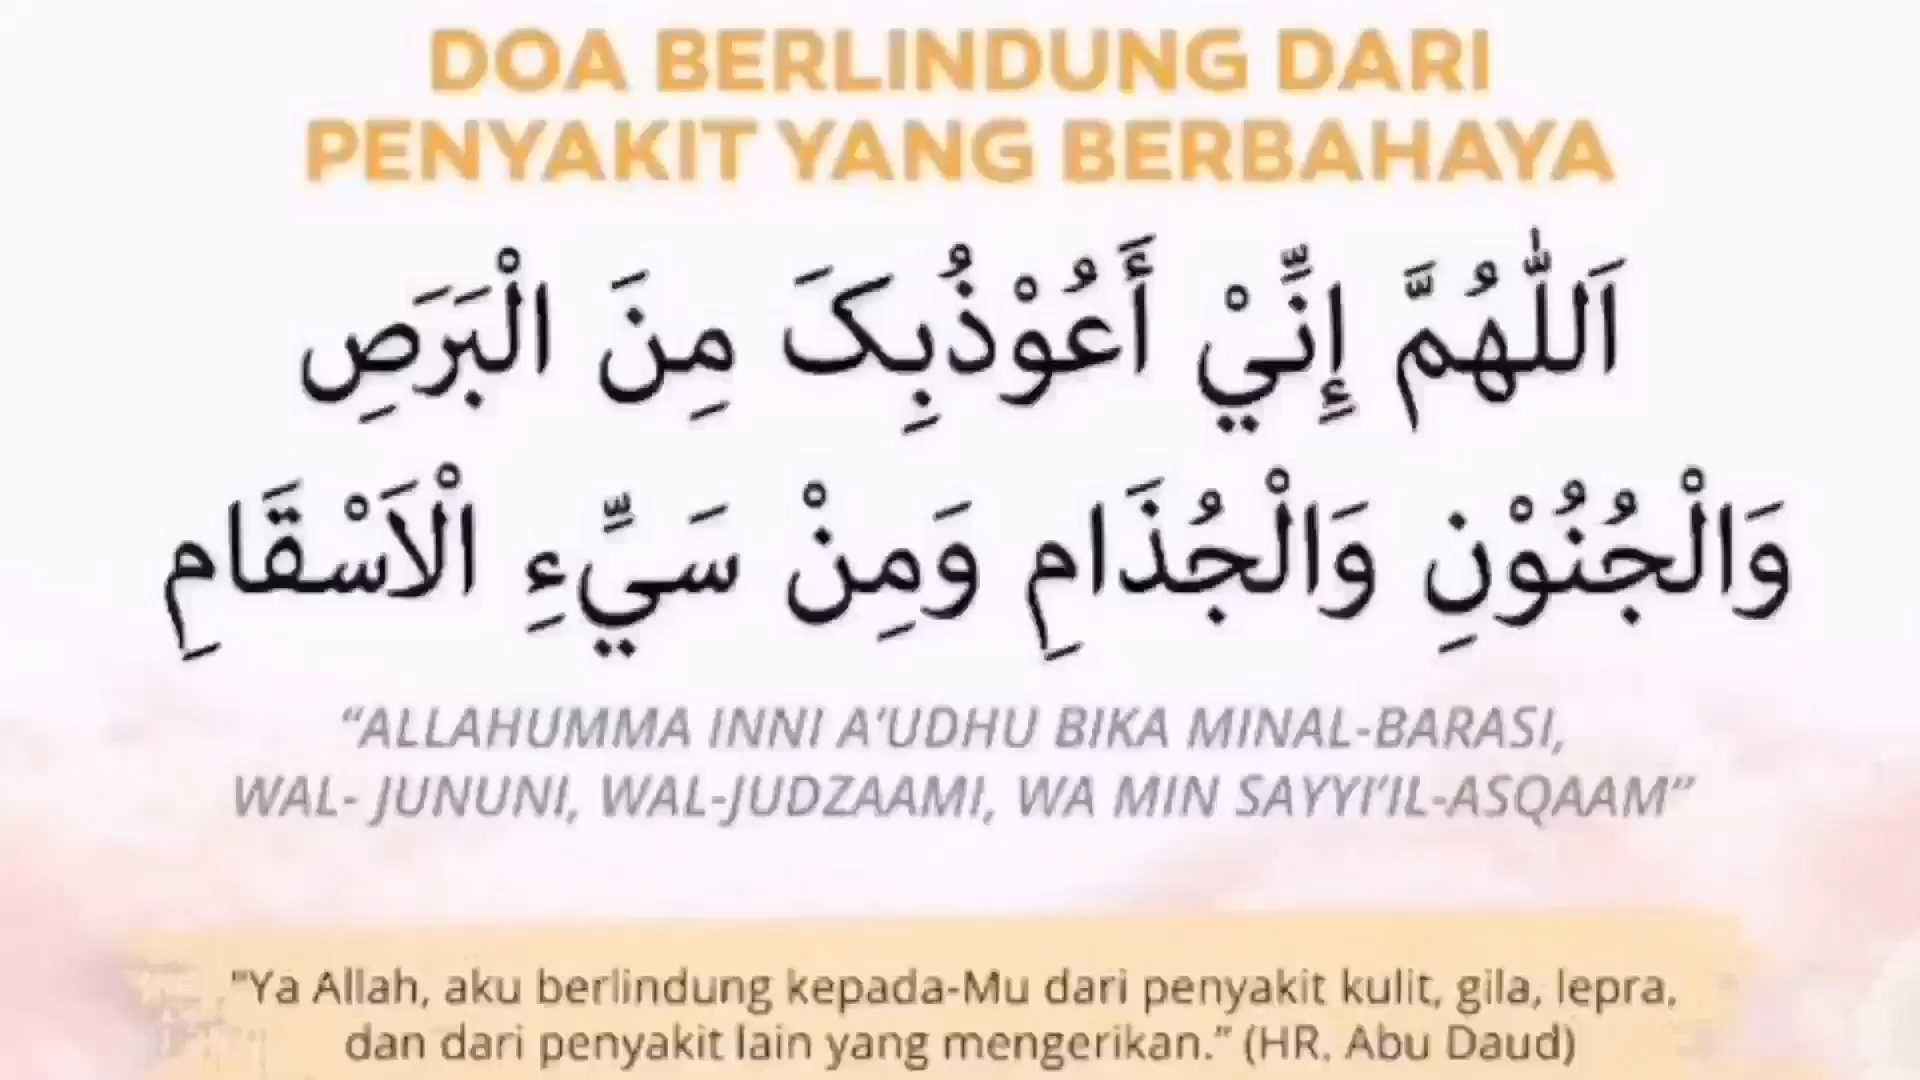 DOA BERLINDUNG DARI
PENYAKIT YANG BERBAHAYA
اَللّٰهُمَّ إِنِّيْ أَعُوْذُبِکَ مِنَ الْبَرَصِ
وَالْجُنُوْنِ وَالْجُذَامِ وَمِنْ سَيِّءِ الْاَسْقَامِ
“ALLAHUMMA INNI A’UDHU BIKA MINAL-BARASI,
WAL- JUNUNI, WAL-JUDZAAMI, WA MIN SAYYI’IL-ASQAAM”
"Ya Allah, aku berlindung kepada-Mu dari penyakit kulit, gila, lepra,
dan dari penyakit lain yang mengerikan." (HR. Abu Daud)